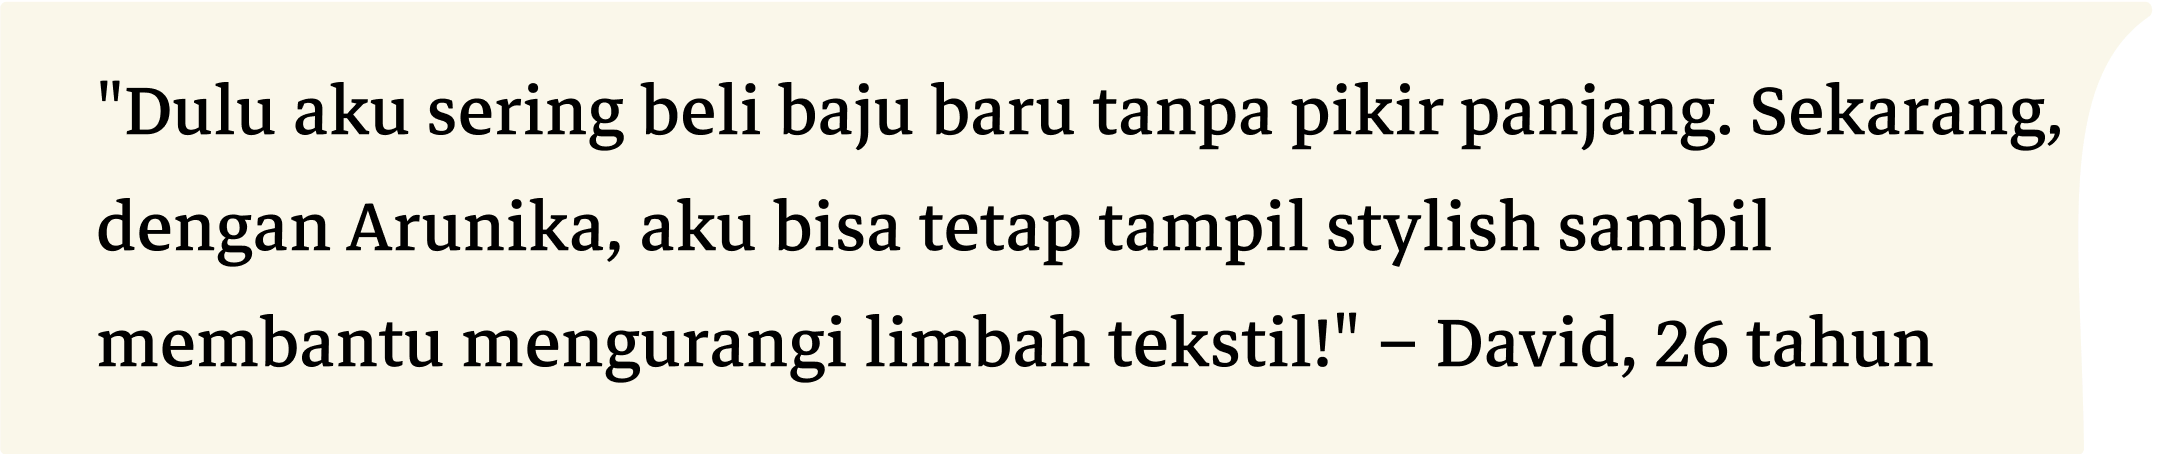 "Dulu aku sering beli baju baru tanpa pikir panjang. Sekarang,
dengan Arunika, aku bisa tetap tampil stylish sambil
membantu mengurangi limbah tekstil!" – David, 26 tahun